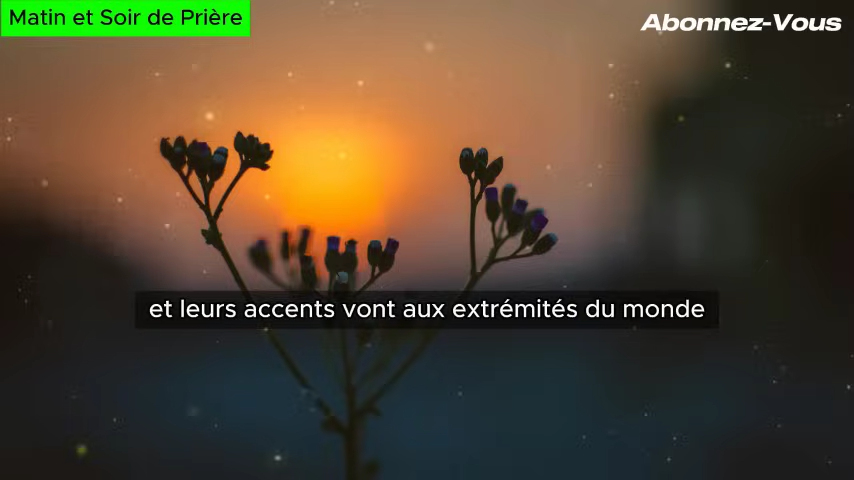 Matin et Soir de Prière
Abonnez-Vous
et leurs accents vont aux extrémités du monde